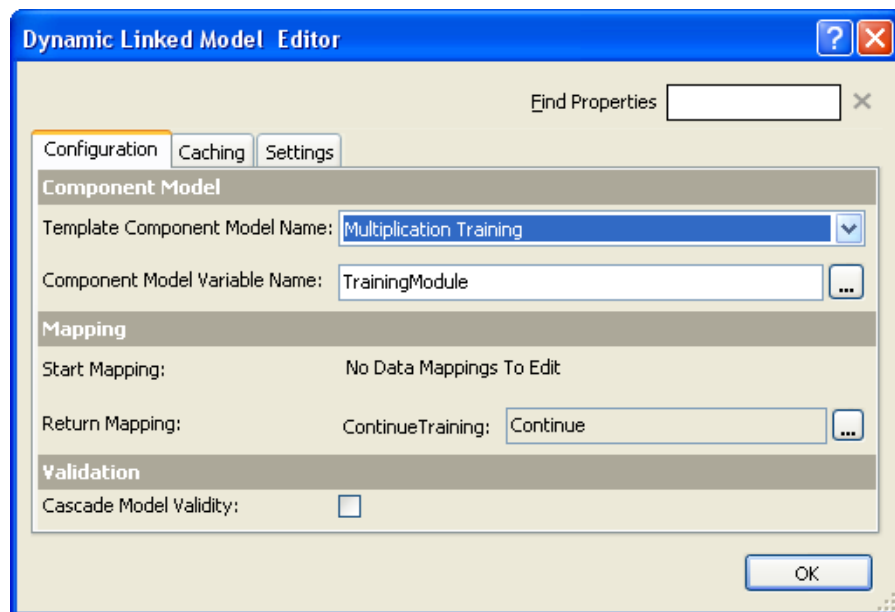 Dynamic Linked Model Editor
Find Properties
Configuration Caching Settings
Component Model
Template Component Model Name: Multiplication Training
Component Model Variable Name: TrainingModule ...
Mapping
Start Mapping: No Data Mappings To Edit
Return Mapping: ContinueTraining: Continue ...
Validation
Cascade Model Validity:
OK